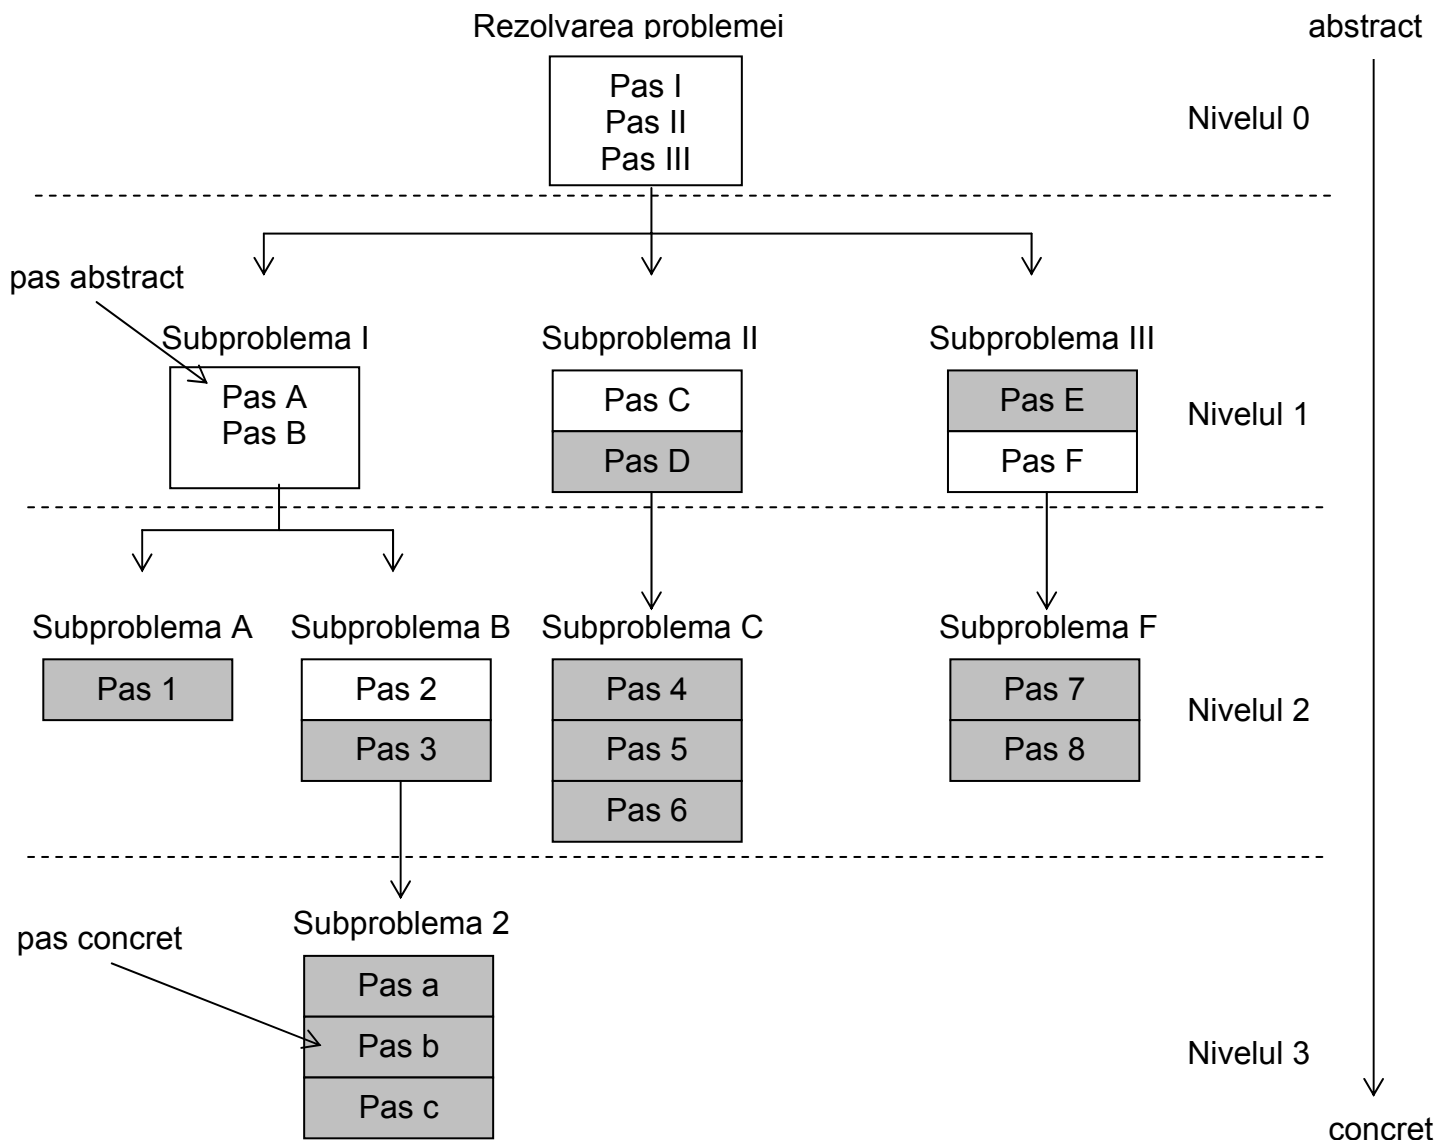 Rezolvarea problemei
abstract
Pas I
Pas II
Pas III
Nivelul 0
pas abstract
Subproblema I
Subproblema II
Subproblema III
Pas A
Pas B
Pas C
Pas D
Pas E
Pas F
Nivelul 1
Subproblema A
Subproblema B
Subproblema C
Subproblema F
Pas 1
Pas 2
Pas 3
Pas 4
Pas 5
Pas 6
Pas 7
Pas 8
Nivelul 2
Subproblema 2
pas concret
Pas a
Pas b
Pas c
Nivelul 3
concret